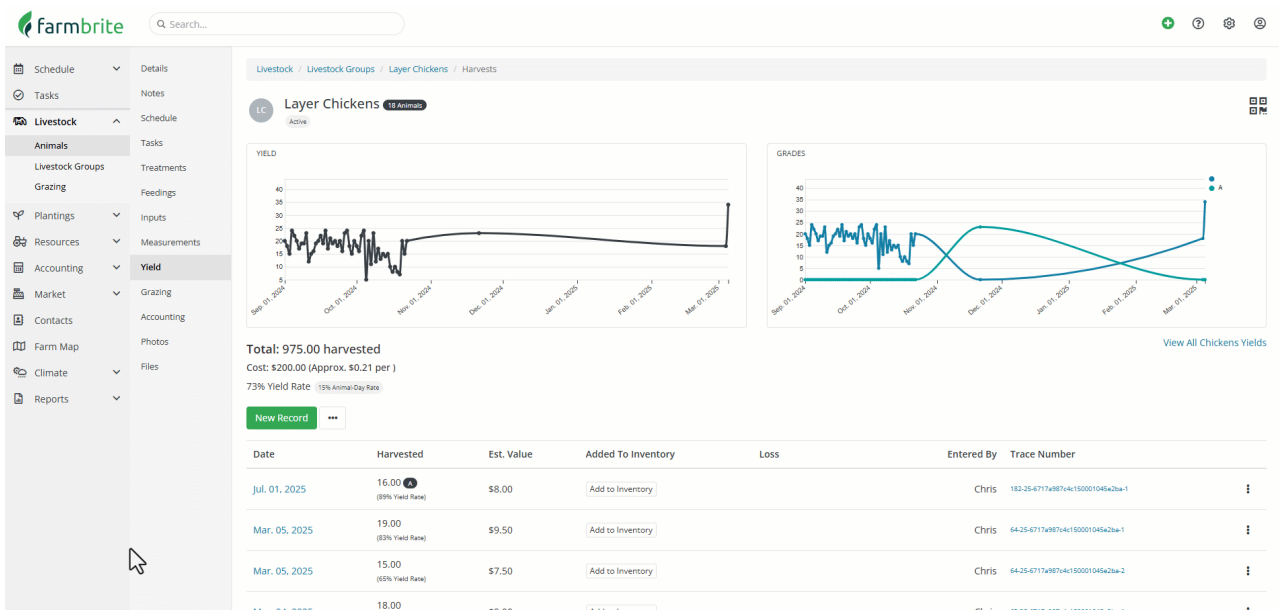 farmbrite
Search...
Schedule
Tasks
Livestock
Animals
Livestock Groups
Grazing
Plantings
Resources
Accounting
Market
Contacts
Farm Map
Climate
Reports
Details
Notes
Schedule
Tasks
Treatments
Feedings
Inputs
Measurements
Yield
Grazing
Accounting
Photos
Files
Livestock / Livestock Groups / Layer Chickens / Harvests
LC
Layer Chickens 18 Animals
Active
YIELD
40
35
30
25
20
15
10
5
Sep. 01, 2024
Oct. 01, 2024
Nov. 01, 2024
Dec. 01, 2024
Jan. 01, 2025
Feb. 01, 2025
Mar. 01, 2025
GRADES
A
40
35
30
25
20
15
10
5
0
Sep. 01, 2024
Oct. 01, 2024
Nov. 01, 2024
Dec. 01, 2024
Jan. 01, 2025
Feb. 01, 2025
Mar. 01, 2025
Total: 975.00 harvested
View All Chickens Yields
Cost: $200.00 (Approx. $0.21 per )
73% Yield Rate 15% Animal-Day Rate
New Record
Date Harvested Est. Value Added To Inventory Loss Entered By Trace Number
Jul. 01, 2025 16.00 A (89% Yield Rate) $8.00 Add to Inventory Chris 182-25-6717a987c4c150001045e2ba-1
Mar. 05, 2025 19.00 (83% Yield Rate) $9.50 Add to Inventory Chris 64-25-6717a987c4c150001045e2ba-1
Mar. 05, 2025 15.00 (65% Yield Rate) $7.50 Add to Inventory Chris 64-25-6717a987c4c150001045e2ba-2
18.00